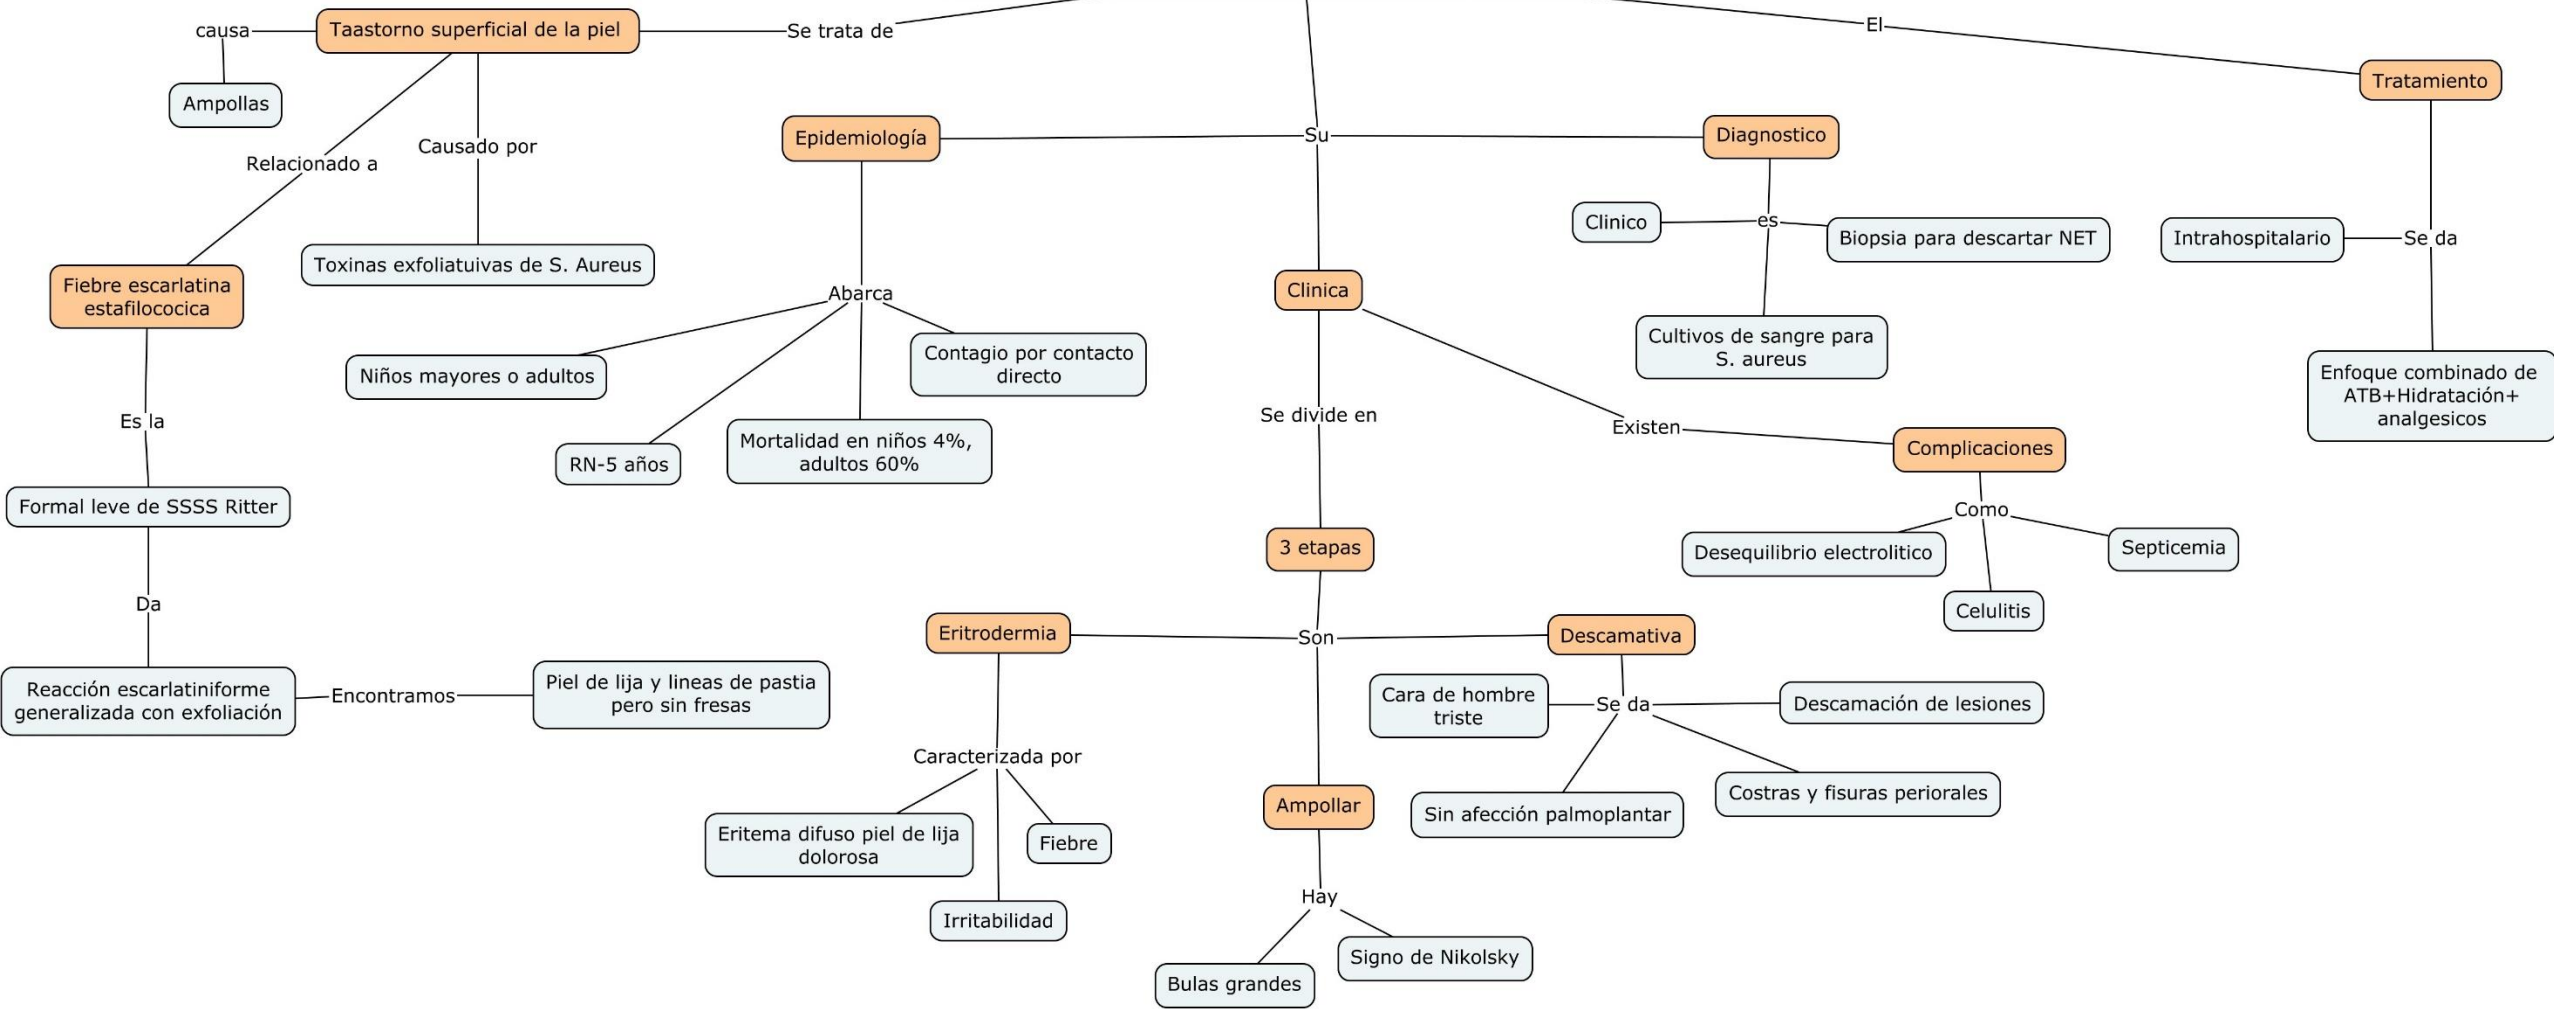 causa
Taastorno superficial de la piel
Se trata de
El
Ampollas
Tratamiento
Relacionado a
Causado por
Epidemiología
Su
Diagnostico
Toxinas exfoliatuivas de S. Aureus
Fiebre escarlatina
estafilococica
Abarca
Clinica
Clinico
es
Biopsia para descartar NET
Intrahospitalario
Se da
Niños mayores o adultos
Contagio por contacto
directo
Cultivos de sangre para
S. aureus
Enfoque combinado de
ATB+Hidratación+
analgesicos
Es la
RN-5 años
Mortalidad en niños 4%,
adultos 60%
Se divide en
Existen
Complicaciones
Formal leve de SSSS Ritter
3 etapas
Como
Desequilibrio electrolitico
Septicemia
Celulitis
Da
Eritrodermia
Son
Descamativa
Reacción escarlatiniforme
generalizada con exfoliación
Encontramos
Piel de lija y lineas de pastia
pero sin fresas
Cara de hombre
triste
Se da
Descamación de lesiones
Caracterizada por
Ampollar
Sin afección palmoplantar
Costras y fisuras periorales
Eritema difuso piel de lija
dolorosa
Fiebre
Irritabilidad
Hay
Bulas grandes
Signo de Nikolsky